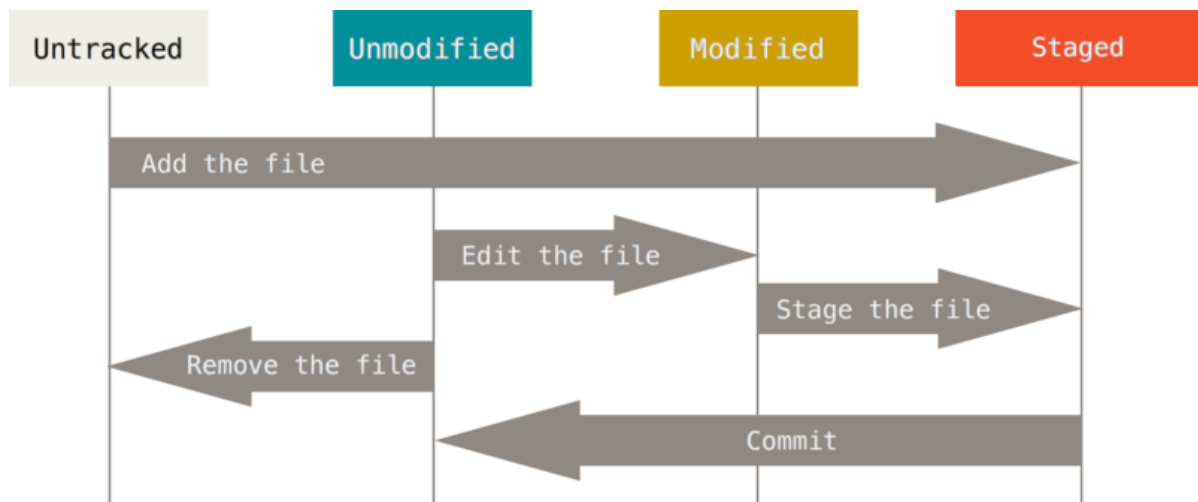 Untracked
Unmodified
Modified
Staged
Add the file
Edit the file
Stage the file
Remove the file
Commit